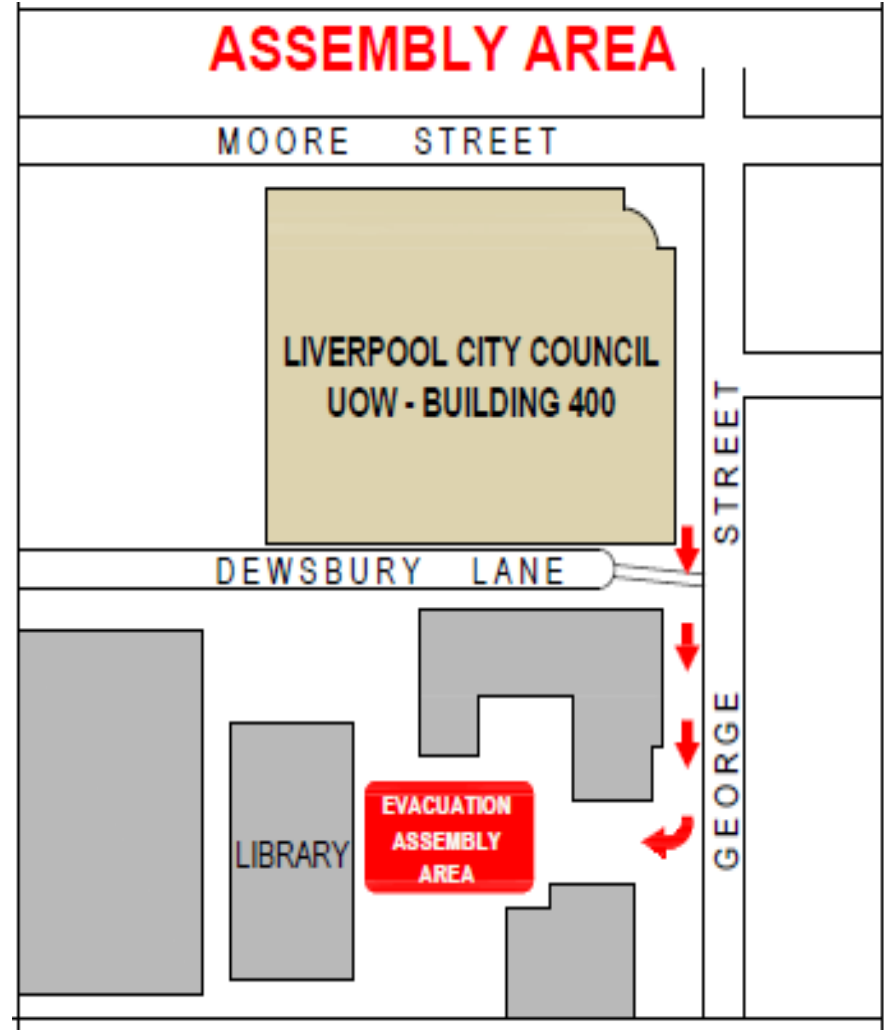 ASSEMBLY AREA
MOORE STREET
LIVERPOOL CITY COUNCIL
UOW - BUILDING 400
DEWSBURY LANE
GEORGE STREET
EVACUATION
ASSEMBLY
AREA
LIBRARY